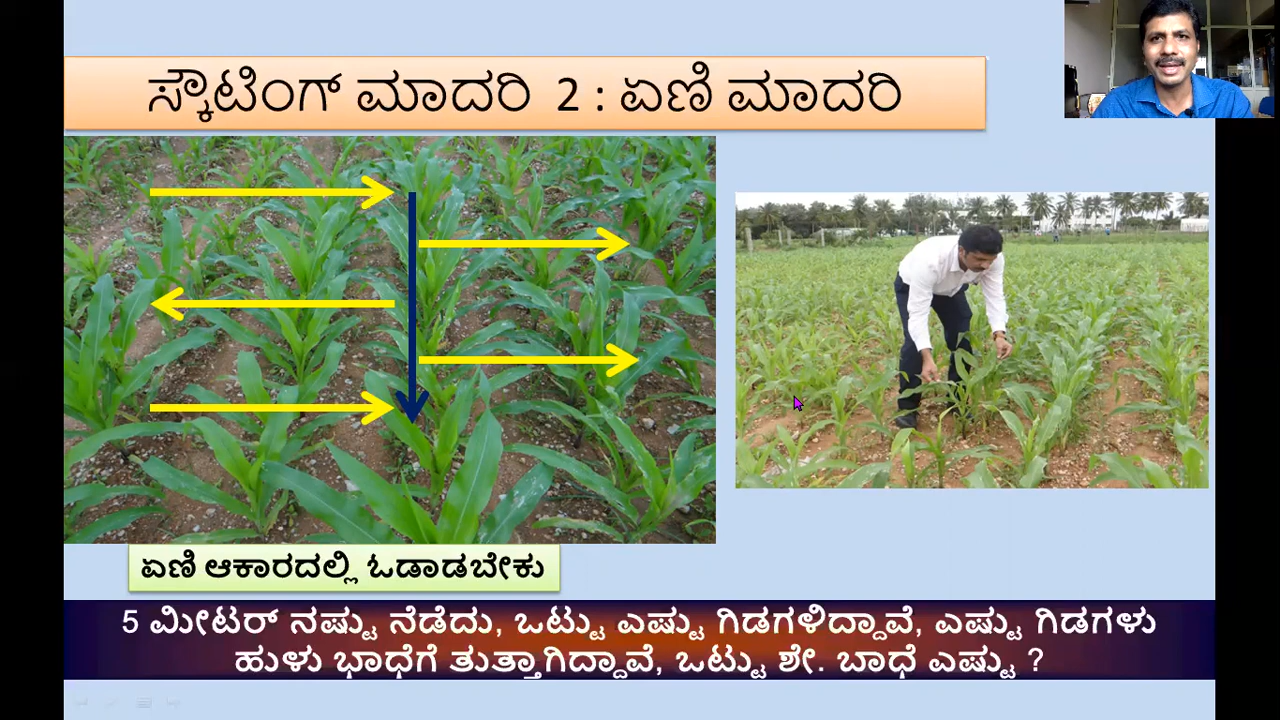 ಸ್ಕೌಟಿಂಗ್ ಮಾದರಿ 2 : ಏಣಿ ಮಾದರಿ
ಏಣಿ ಆಕಾರದಲ್ಲಿ ಓಡಾಡಬೇಕು
5 ಮೀಟರ್ ನಷ್ಟು ನೆಡೆದು, ಒಟ್ಟು ಎಷ್ಟು ಗಿಡಗಳಿದ್ದಾವೆ, ಎಷ್ಟು ಗಿಡಗಳು
ಹುಳು ಭಾಧೆಗೆ ತುತ್ತಾಗಿದ್ದಾವೆ, ಒಟ್ಟು ಶೇ. ಬಾಧೆ ಎಷ್ಟು ?